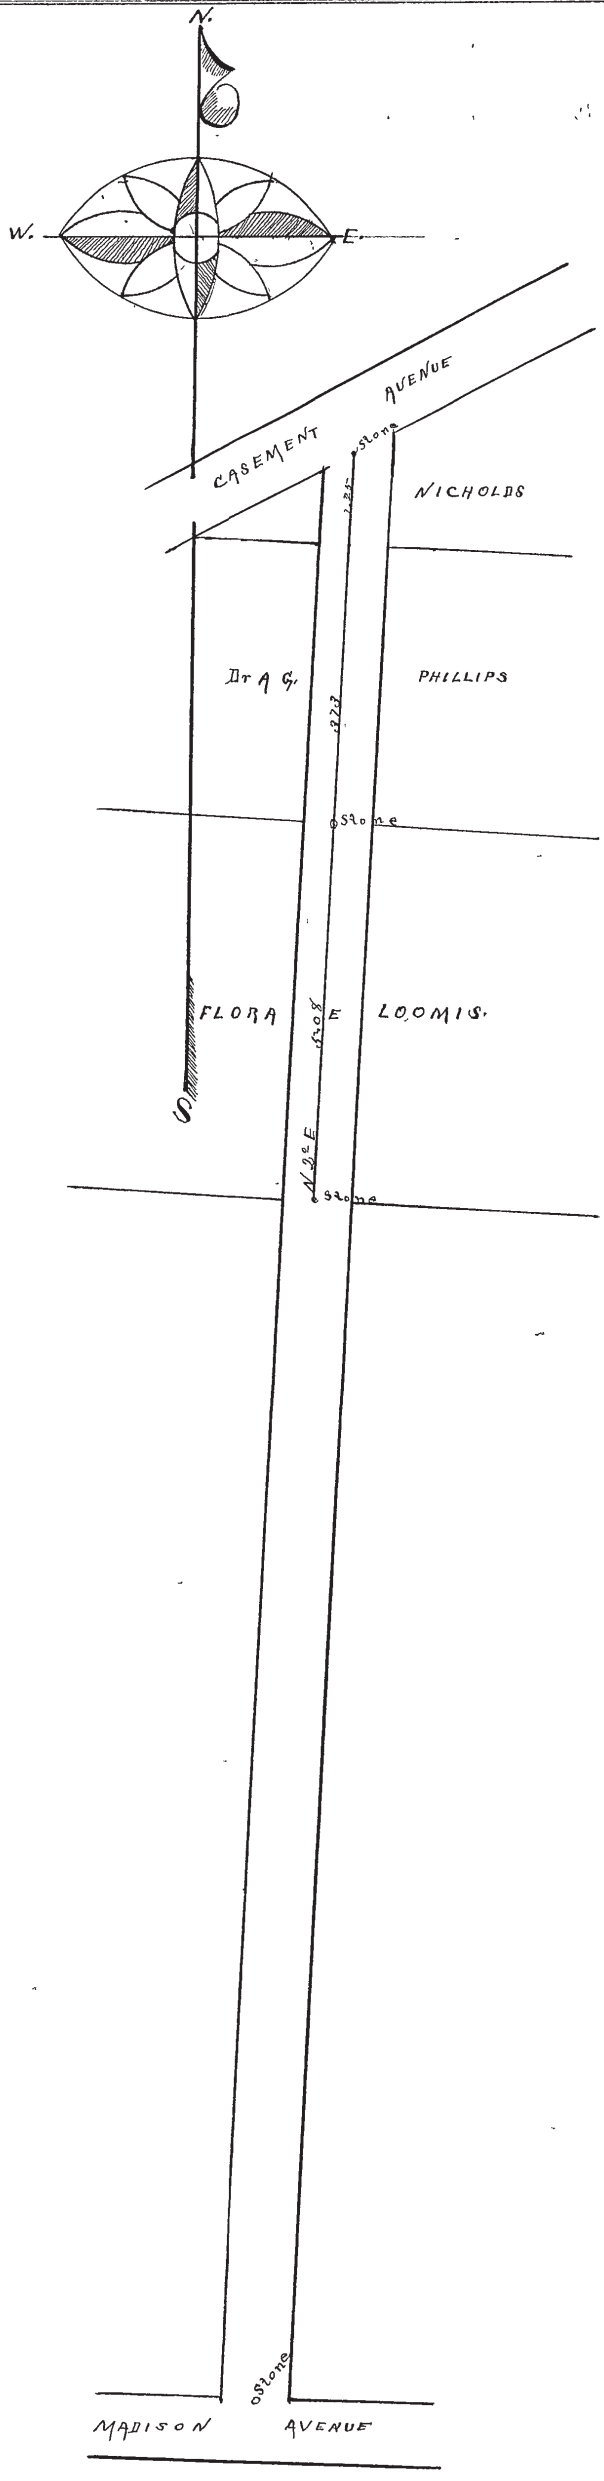 N.
W. E.
CASEMENT AVENUE
Stone
NICHOLDS
Dr A G. PHILLIPS
Stone
FLORA E LOOMIS.
N 2° E
Stone
S
Stone
MADISON AVENUE